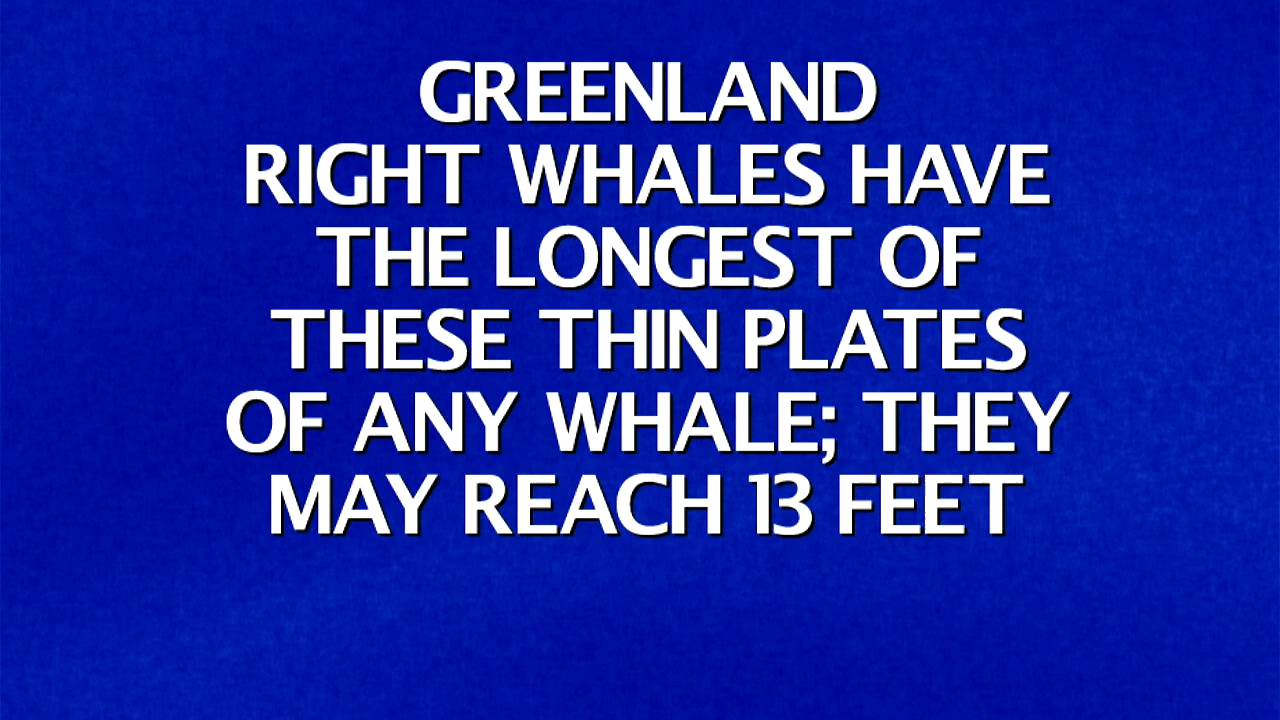 GREENLAND
RIGHT WHALES HAVE
THE LONGEST OF
THESE THIN PLATES
OF ANY WHALE; THEY
MAY REACH 13 FEET